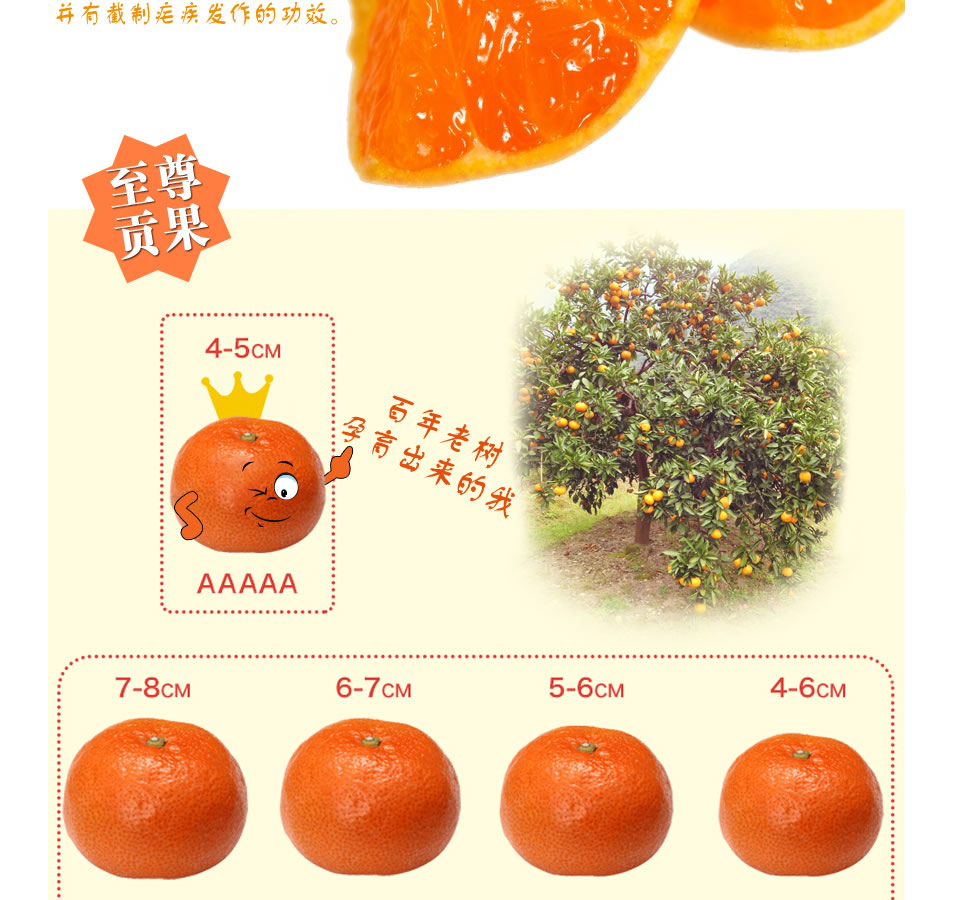 并有截制疟疾发作的功效。
至尊
贡果
4-5CM
百年老树
孕育出来的我
AAAAA
7-8CM
6-7CM
5-6CM
4-6CM